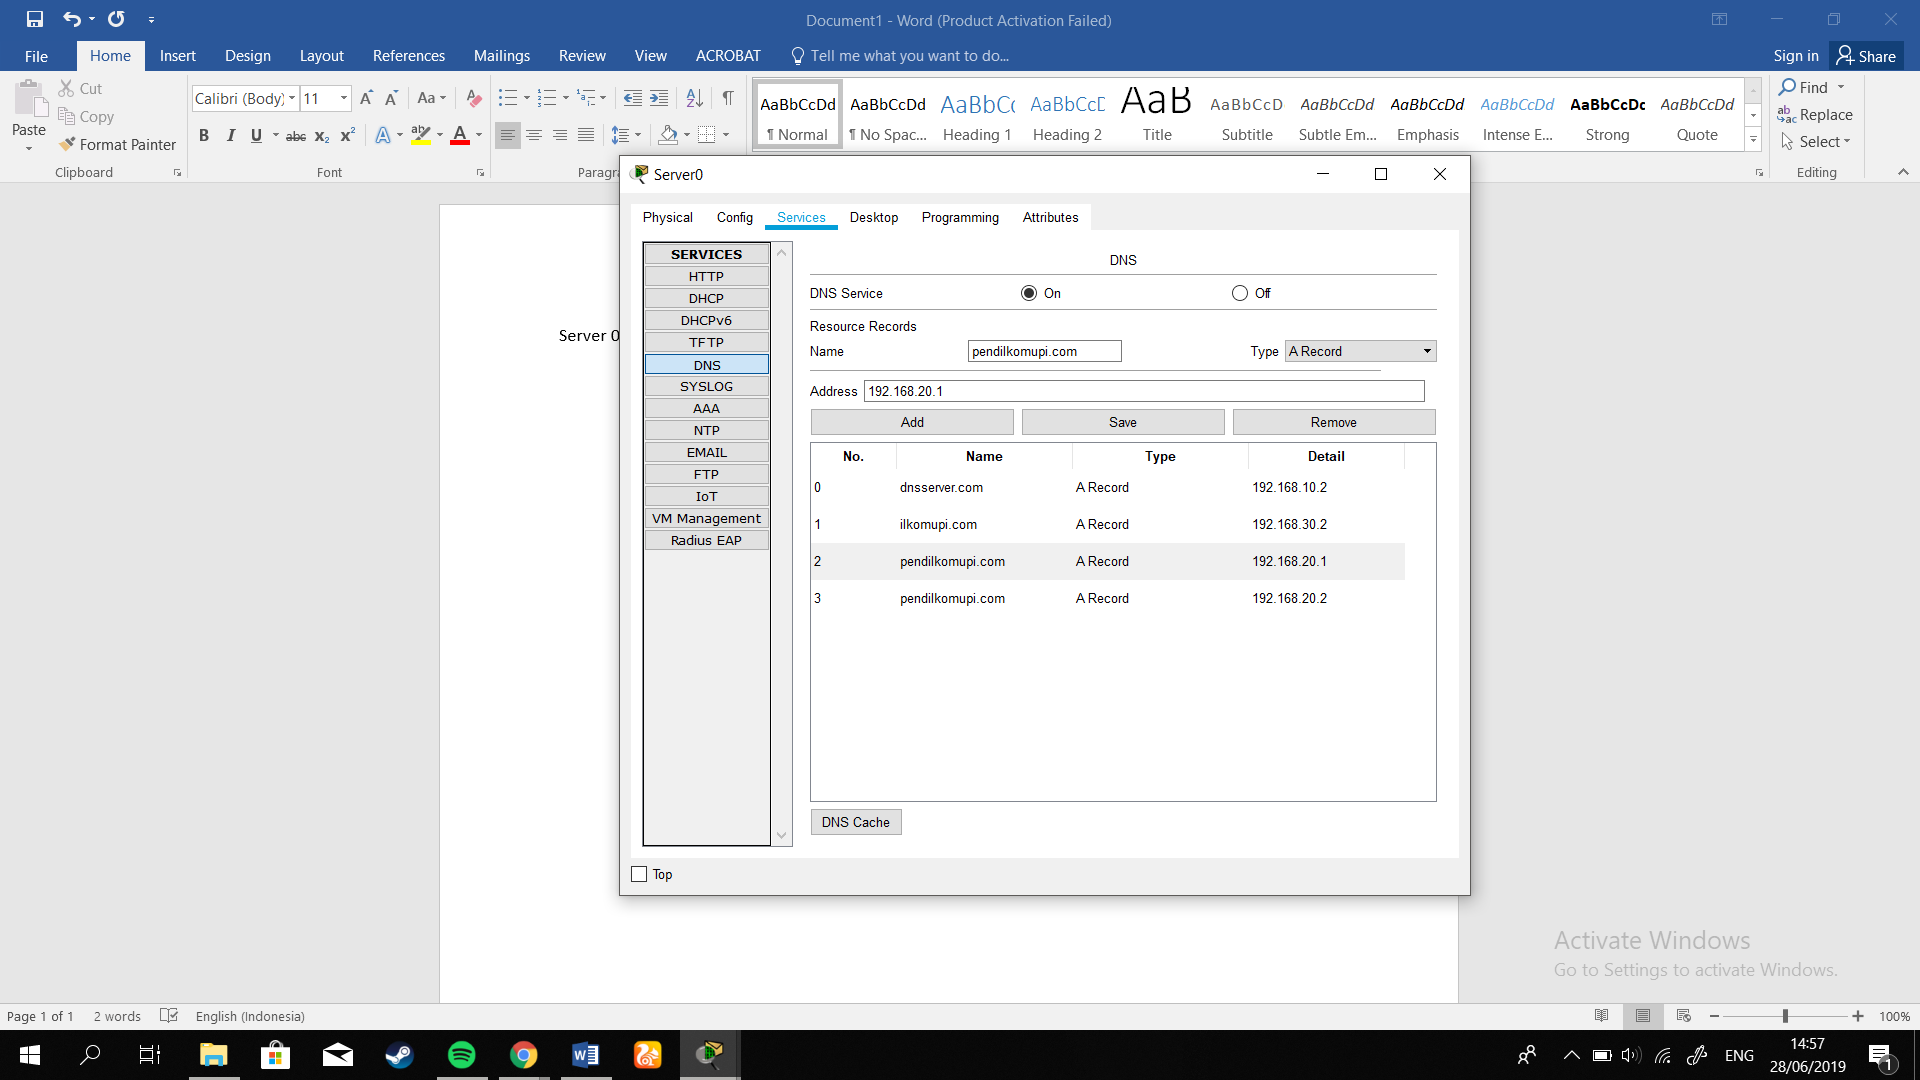 Document1 - Word (Product Activation Failed)
File Home Insert Design Layout References Mailings Review View ACROBAT Tell me what you want to do... Sign in Share
Paste
Cut
Copy
Format Painter
Clipboard
Calibri (Body) 11
Font
Paragra
AaBbCcDd AaBbCcDd AaBbCc AaBbCcD AaB AaBbCcD AaBbCcDd AaBbCcDd AaBbCcDd AaBbCcDc AaBbCcDd
¶ Normal ¶ No Spac... Heading 1 Heading 2 Title Subtitle Subtle Em... Emphasis Intense E... Strong Quote
Find
Replace
Select
Editing
Server 0
Server0
Physical Config Services Desktop Programming Attributes
SERVICES
HTTP
DHCP
DHCPv6
TFTP
DNS
SYSLOG
AAA
NTP
EMAIL
FTP
IoT
VM Management
Radius EAP
DNS
DNS Service On Off
Resource Records
Name pendilkomupi.com Type A Record
Address 192.168.20.1
Add Save Remove
No. Name Type Detail
0 dnsserver.com A Record 192.168.10.2
1 ilkomupi.com A Record 192.168.30.2
2 pendilkomupi.com A Record 192.168.20.1
3 pendilkomupi.com A Record 192.168.20.2
DNS Cache
Top
Activate Windows
Go to Settings to activate Windows.
Page 1 of 1 2 words English (Indonesia) 100%
ENG
14:57
28/06/2019
1